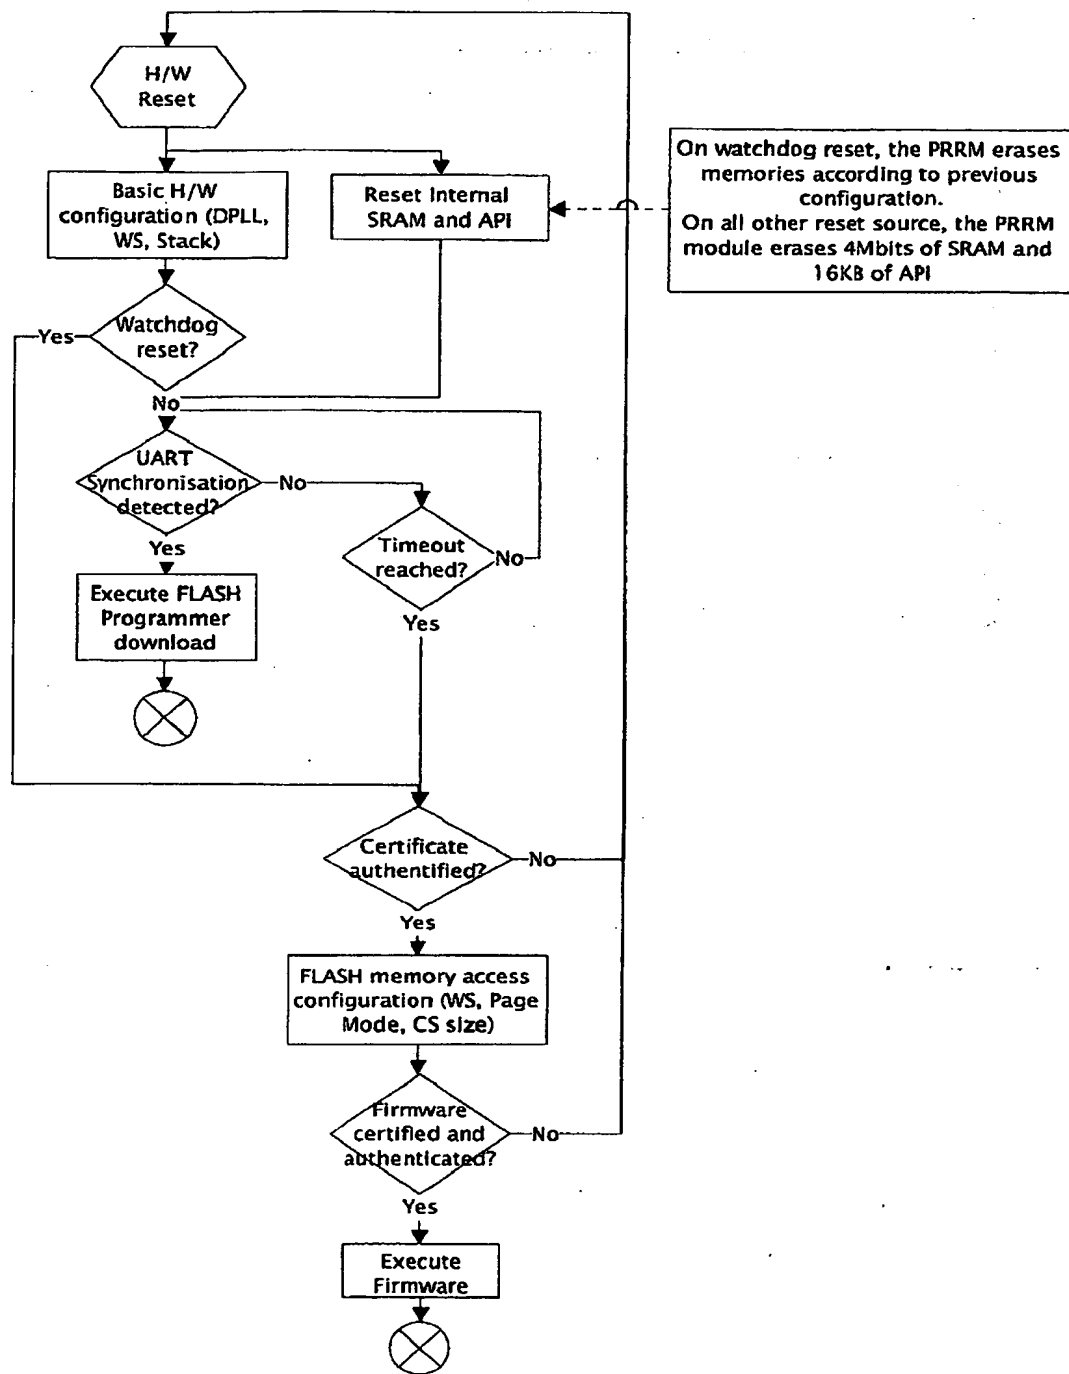 H/W
Reset
On watchdog reset, the PRRM erases
memories according to previous
configuration.
On all other reset source, the PRRM
module erases 4Mbits of SRAM and
16KB of API
Basic H/W
configuration (DPLL,
WS, Stack)
Reset Internal
SRAM and API
Yes
Watchdog
reset?
No
UART
Synchronisation
detected?
No
Yes
Timeout
reached?
No
Execute FLASH
Programmer
download
Yes
Certificate
authentified?
No
Yes
FLASH memory access
configuration (WS, Page
Mode, CS size)
Firmware
certified and
authenticated?
No
Yes
Execute
Firmware